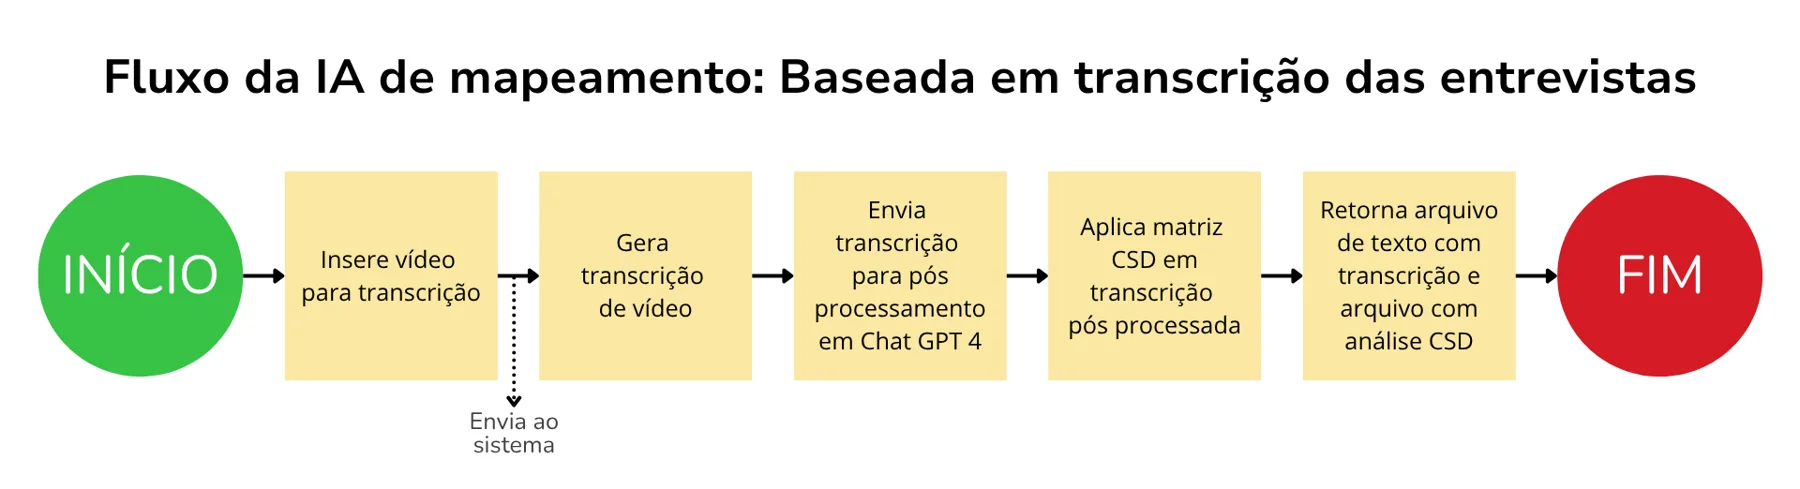 Fluxo da IA de mapeamento: Baseada em transcrição das entrevistas
INÍCIO
Insere vídeo
para transcrição
Envia ao
sistema
Gera
transcrição
de vídeo
Envia
transcrição
para pós
processamento
em Chat GPT 4
Aplica matriz
CSD em
transcrição
pós processada
Retorna arquivo
de texto com
transcrição e
arquivo com
análise CSD
FIM